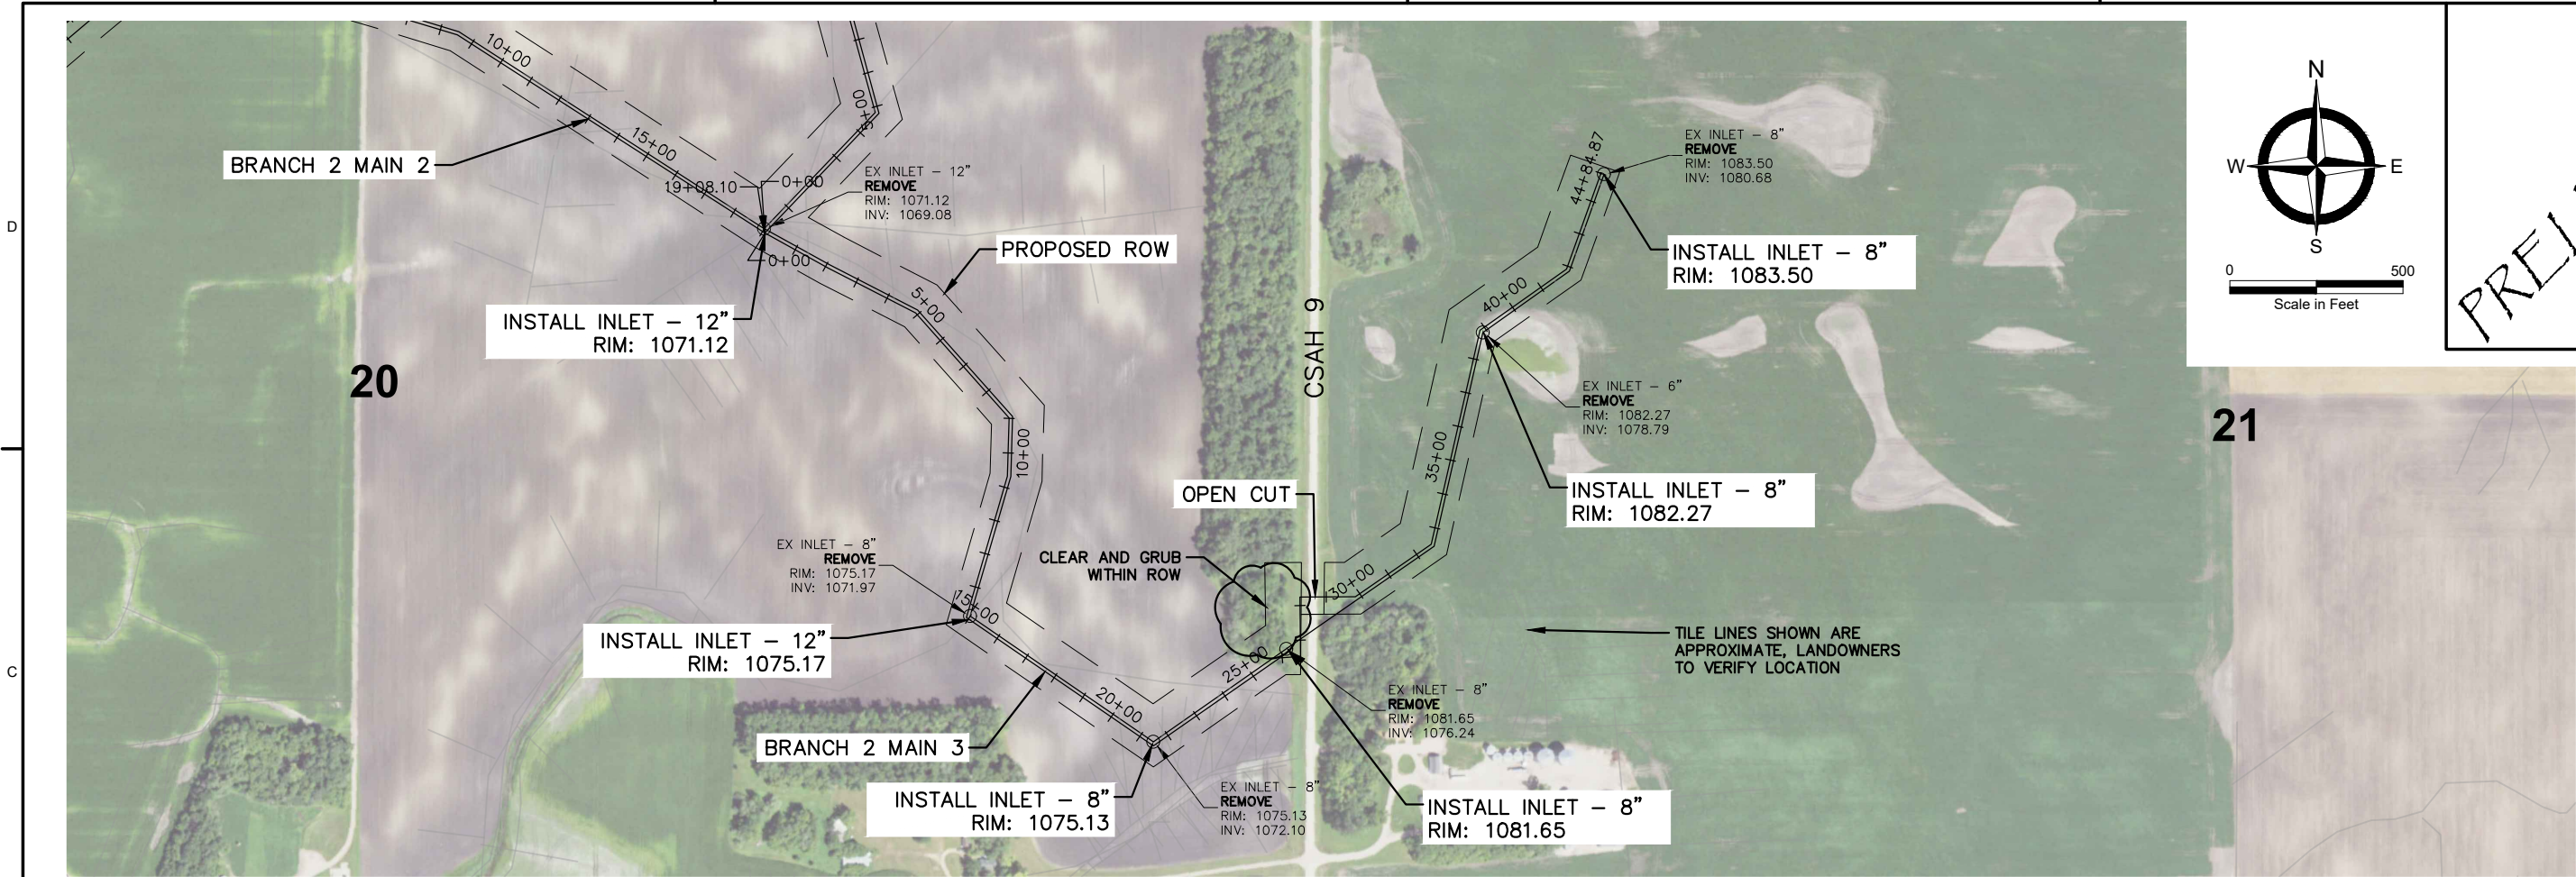 10+00
BRANCH 2 MAIN 2
15+00
5+00
19+08.10
0+00
EX INLET – 12"
REMOVE
RIM: 1071.12
INV: 1069.08
0+00
PROPOSED ROW
INSTALL INLET – 12"
RIM: 1071.12
5+00
20
10+00
CSAH 9
44+84.87
EX INLET – 8"
REMOVE
RIM: 1083.50
INV: 1080.68
INSTALL INLET – 8"
RIM: 1083.50
40+00
EX INLET – 6"
REMOVE
RIM: 1082.27
INV: 1078.79
35+00
INSTALL INLET – 8"
RIM: 1082.27
OPEN CUT
CLEAR AND GRUB
WITHIN ROW
30+00
EX INLET – 8"
REMOVE
RIM: 1075.17
INV: 1071.97
15+00
INSTALL INLET – 12"
RIM: 1075.17
BRANCH 2 MAIN 3
20+00
25+00
INSTALL INLET – 8"
RIM: 1075.13
EX INLET – 8"
REMOVE
RIM: 1075.13
INV: 1072.10
EX INLET – 8"
REMOVE
RIM: 1081.65
INV: 1076.24
INSTALL INLET – 8"
RIM: 1081.65
TILE LINES SHOWN ARE
APPROXIMATE, LANDOWNERS
TO VERIFY LOCATION
21
N
W
E
S
0
500
Scale in Feet
D
C